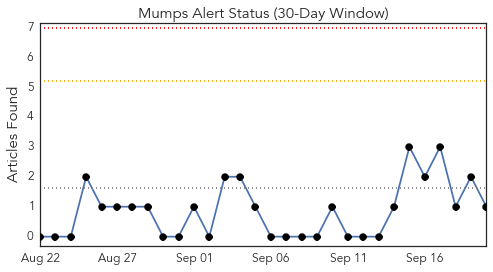 Mumps Alert Status (30-Day Window)
Articles Found
7
6
5
4
3
2
1
0
Aug 22 Aug 27 Sep 01 Sep 06 Sep 11 Sep 16